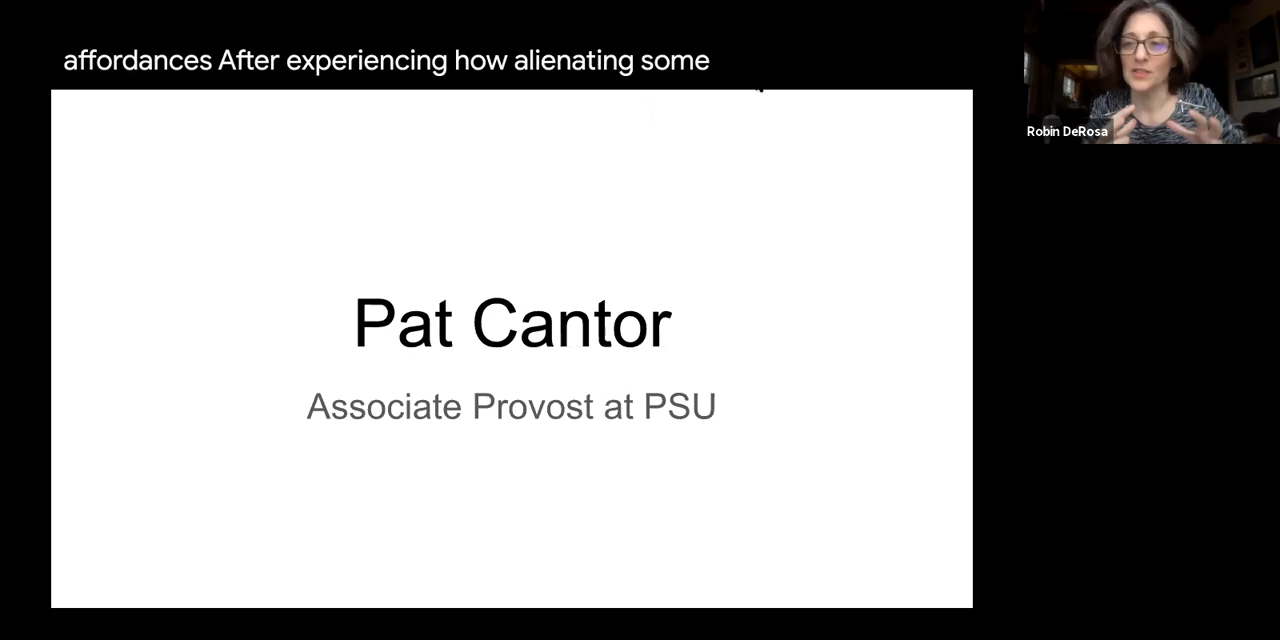 affordances After experiencing how alienating some
Robin DeRosa
Pat Cantor
Associate Provost at PSU